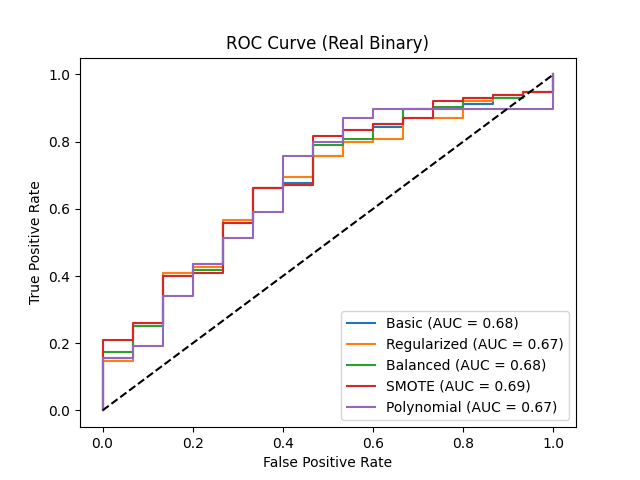 ROC Curve (Real Binary)
1.0
0.8
0.6
0.4
0.2
0.0
True Positive Rate
0.0 0.2 0.4 0.6 0.8 1.0
False Positive Rate
Basic (AUC = 0.68)
Regularized (AUC = 0.67)
Balanced (AUC = 0.68)
SMOTE (AUC = 0.69)
Polynomial (AUC = 0.67)